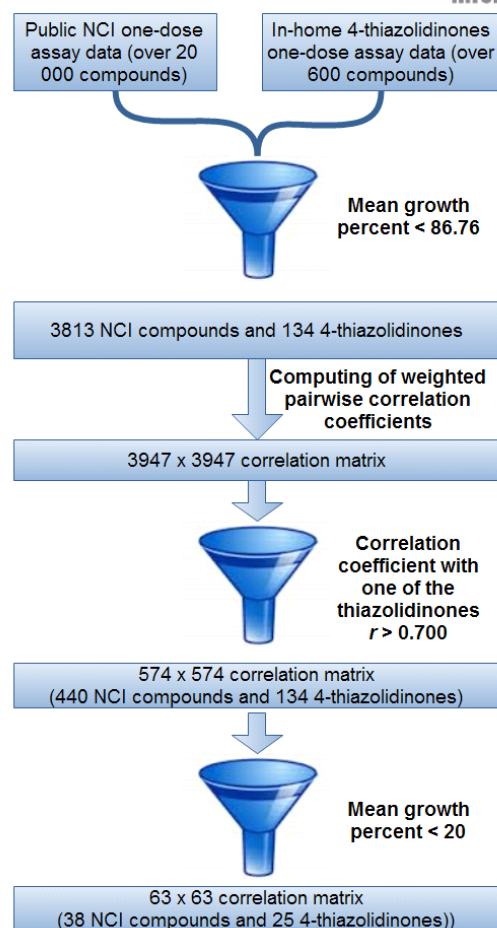 Public NCI one-dose
assay data (over 20
000 compounds)
In-home 4-thiazolidinones
one-dose assay data (over
600 compounds)
Mean growth
percent < 86.76
3813 NCI compounds and 134 4-thiazolidinones
Computing of weighted
pairwise correlation
coefficients
3947 x 3947 correlation matrix
Correlation
coefficient with
one of the
thiazolidinones
r > 0.700
574 x 574 correlation matrix
(440 NCI compounds and 134 4-thiazolidinones)
Mean growth
percent < 20
63 x 63 correlation matrix
(38 NCI compounds and 25 4-thiazolidinones))